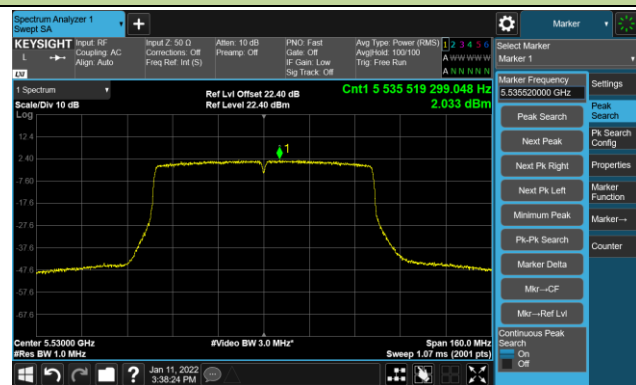 Spectrum Analyzer 1
Swept SA
Marker
KEYSIGHT
L
LXI
Input: RF
Coupling: AC
Align: Auto
Input Z: 50 Ω
Corrections: Off
Freq Ref: Int (S)
Atten: 10 dB
Preamp: Off
PNO: Fast
Gate: Off
IF Gain: Low
Sig Track: Off
Avg Type: Power (RMS)
Avg|Hold: 100/100
Trig: Free Run
1 2 3 4 5 6
A W W W W W
A N N N N N
Select Marker
Marker 1
1 Spectrum
Scale/Div 10 dB
Log
Ref Lvl Offset 22.40 dB
Ref Level 22.40 dBm
Cnt1 5 535 519 299.048 Hz
2.033 dBm
1
12.4
2.40
-7.60
-17.6
-27.6
-37.6
-47.6
-57.6
-67.6
Center 5.53000 GHz
#Res BW 1.0 MHz
#Video BW 3.0 MHz*
Span 160.0 MHz
Sweep 1.07 ms (2001 pts)
Marker Frequency
5.535520000 GHz
Peak Search
Next Peak
Next Pk Right
Next Pk Left
Minimum Peak
Pk-Pk Search
Marker Delta
Mkr→CF
Mkr→Ref Lvl
Continuous Peak
Search
On
Off
Settings
Peak
Search
Pk Search
Config
Properties
Marker
Function
Marker→
Counter
?
Jan 11, 2022
3:38:24 PM